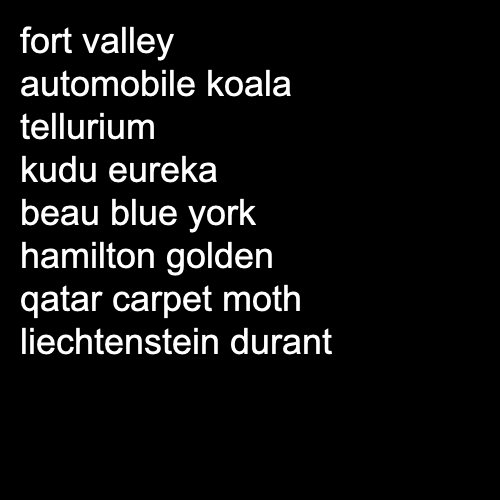 fort valley
automobile koala
tellurium
kudu eureka
beau blue york
hamilton golden
qatar carpet moth
liechtenstein durant